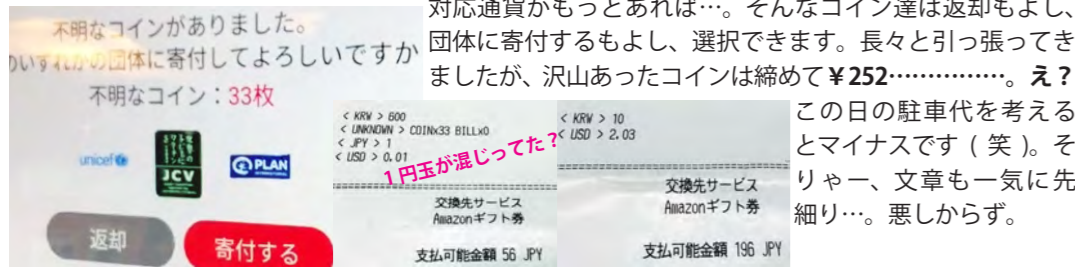 不明なコインがありました。
のいずれかの団体に寄付してよろしいですか
不明なコイン：33枚
unicef
JCV
PLAN
INTERNATIONAL
返却
寄付する
対応通貨がもっとあれば…。そんなコイン達は返却もよし、
団体に寄付するもよし、選択できます。長々と引っ張ってき
ましたが、沢山あったコインは締めて￥252……………。え？
この日の駐車代を考える
とマイナスです ( 笑 )。そ
りゃー、文章も一気に先
細り…。悪しからず。
< KRW > 600
< UNKNOWN > COINx33 BILLx0
< JPY > 1
< USD > 0.01
1 円玉が混じってた？
交換先サービス
Amazonギフト券
支払可能金額 56 JPY
< KRW > 10
< USD > 2.03
交換先サービス
Amazonギフト券
支払可能金額 196 JPY